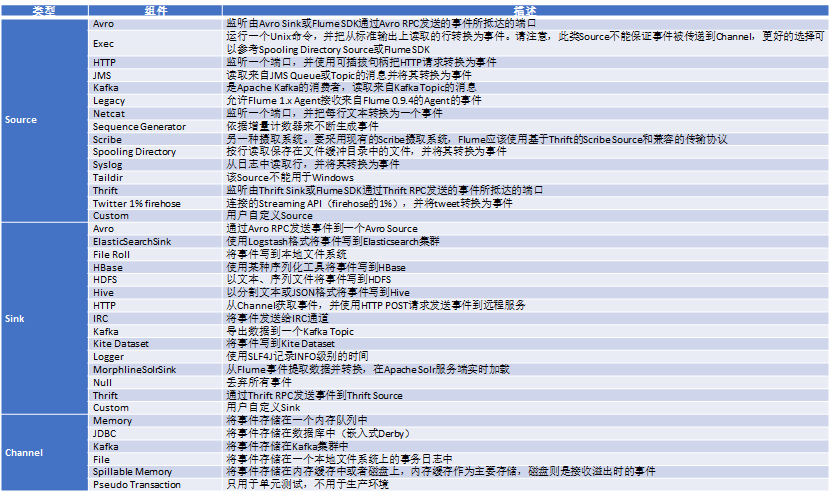 类型 组件 描述
Source
Avro 监听由Avro Sink或Flume SDK通过Avro RPC发送的事件所抵达的端口
Exec 运行一个Unix命令，并把从标准输出上读取的行转换为事件。请注意，此类Source不能保证事件被传递到Channel，更好的选择可
以参考Spooling Directory Source或Flume SDK
HTTP 监听一个端口，并使用可插拔句柄把HTTP请求转换为事件
JMS 读取来自JMS Queue或Topic的消息并将其转换为事件
Kafka 是Apache Kafka的消费者，读取来自Kafka Topic的消息
Legacy 允许Flume 1.x Agent接收来自Flume 0.9.4的Agent的事件
Netcat 监听一个端口，并把每行文本转换为一个事件
Sequence Generator 依据增量计数器来不断生成事件
Scribe 另一种摄取系统。要采用现有的Scribe摄取系统，Flume应该使用基于Thrift的Scribe Source和兼容的传输协议
Spooling Directory 按行读取保存在文件缓冲目录中的文件，并将其转换为事件
Syslog 从日志中读取行，并将其转换为事件
Taildir 该Source不能用于Windows
Thrift 监听由Thrift Sink或Flume SDK通过Thrift RPC发送的事件所抵达的端口
Twitter 1% firehose 连接的Streaming API（firehose的1%），并将tweet转换为事件
Custom 用户自定义Source
Sink
Avro 通过Avro RPC发送事件到一个Avro Source
ElasticSearchSink 使用Logstash格式将事件写到Elasticsearch集群
File Roll 将事件写到本地文件系统
HBase 使用某种序列化工具将事件写到HBase
HDFS 以文本、序列文件将事件写到HDFS
Hive 以分割文本或JSON格式将事件写到Hive
HTTP 从Channel获取事件，并使用HTTP POST请求发送事件到远程服务
IRC 将事件发送给IRC通道
Kafka 导出数据到一个Kafka Topic
Kite Dataset 将事件写到Kite Dataset
Logger 使用SLF4J记录INFO级别的时间
MorphlineSolrSink 从Flume事件提取数据并转换，在Apache Solr服务端实时加载
Null 丢弃所有事件
Thrift 通过Thrift RPC发送事件到Thrift Source
Custom 用户自定义Sink
Channel
Memory 将事件存储在一个内存队列中
JDBC 将事件存储在数据库中（嵌入式Derby）
Kafka 将事件存储在Kafka集群中
File 将事件存储在一个本地文件系统上的事务日志中
Spillable Memory 将事件存储在内存缓存中或者磁盘上，内存缓存作为主要存储，磁盘则是接收溢出时的事件
Pseudo Transaction 只用于单元测试，不用于生产环境